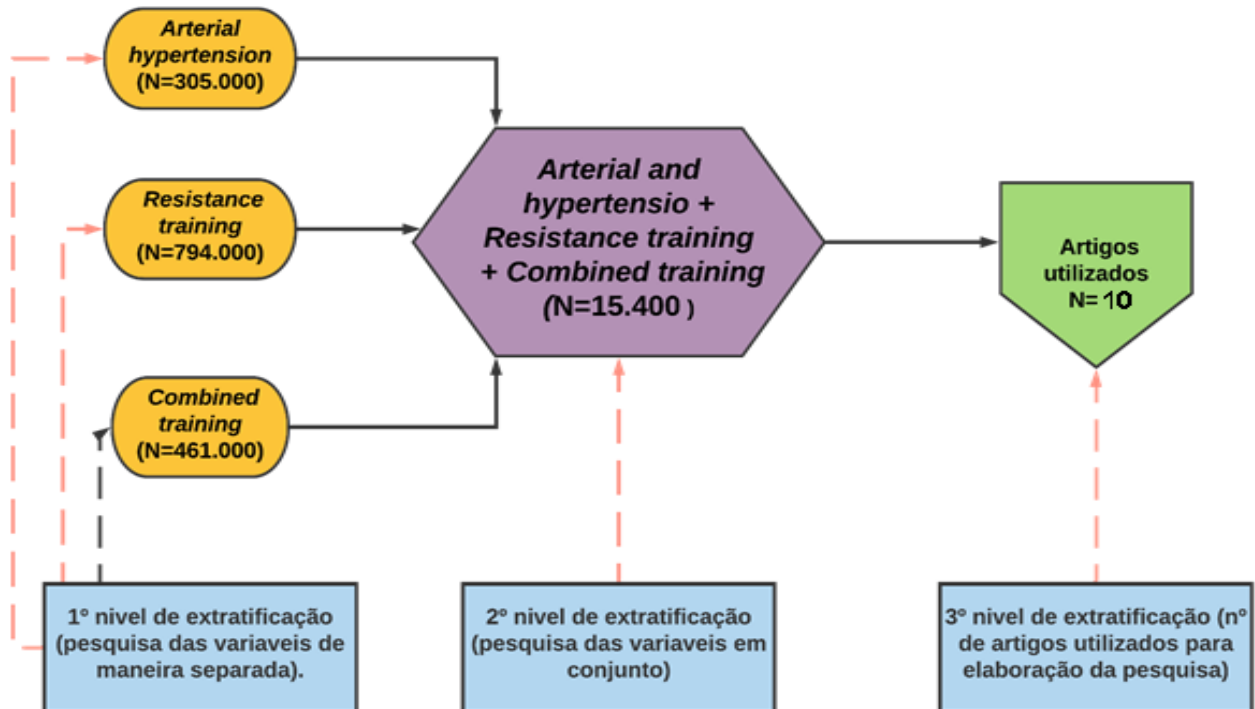 Arterial
hypertension
(N=305.000)
Resistance
training
(N=794.000)
Combined
training
(N=461.000)
Arterial and
hypertensio +
Resistance training
+ Combined training
(N=15.400 )
Artigos
utilizados
N= 10
1º nivel de extratificação
(pesquisa das variaveis de
maneira separada).
2º nivel de extratificação
(pesquisa das variaveis em
conjunto)
3º nivel de extratificação (nº
de artigos utilizados para
elaboração da pesquisa)